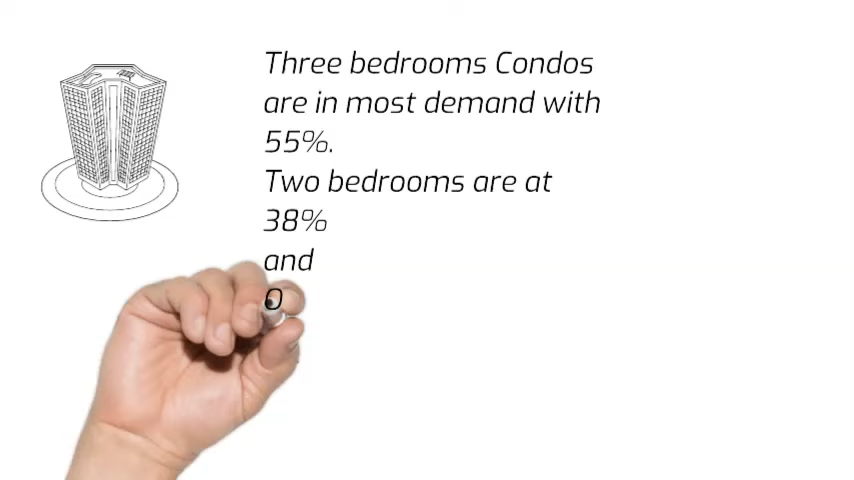 Three bedrooms Condos
are in most demand with
55%.
Two bedrooms are at
38%
and
O